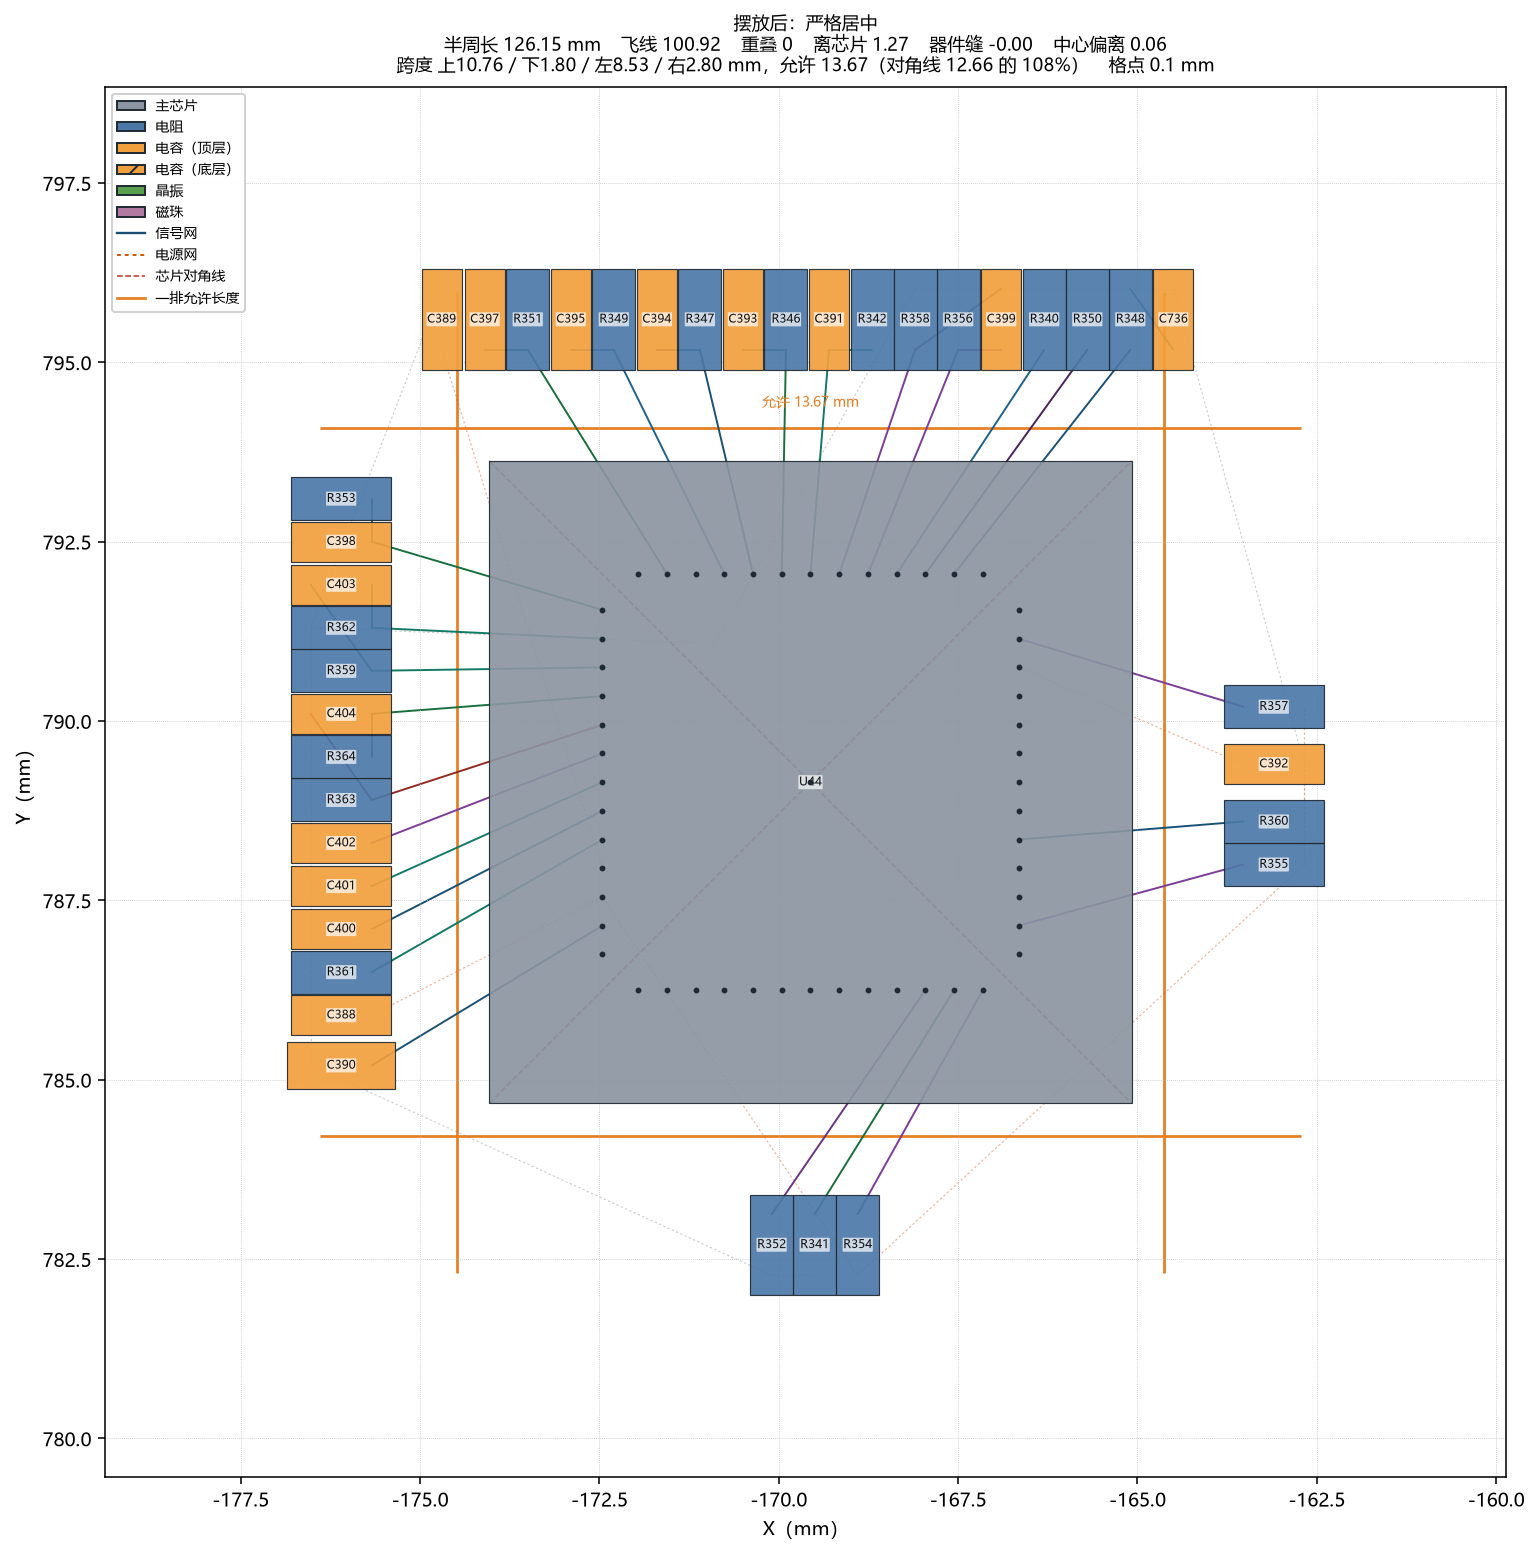 摆放后：严格居中
半周长 126.15 mm 飞线 100.92 重叠 0 离芯片 1.27 器件缝 -0.00 中心偏离 0.06
跨度 上10.76 / 下1.80 / 左8.53 / 右2.80 mm，允许 13.67（对角线 12.66 的 108%） 格点 0.1 mm
主芯片
电阻
电容（顶层）
电容（底层）
晶振
磁珠
信号网
电源网
芯片对角线
一排允许长度
797.5
795.0
792.5
790.0
787.5
785.0
782.5
780.0
Y（mm）
C389 C397 R351 C395 R349 C394 R347 C393 R346 C391 R342 R358 R356 C399 R340 R350 R348 C736
允许 13.67 mm
R353
C398
C403
R362
R359
C404
R364
R363
C402
C401
C400
R361
C388
C390
U44
R357
C392
R360
R355
R352 R341 R354
-177.5 -175.0 -172.5 -170.0 -167.5 -165.0 -162.5 -160.0
X（mm）